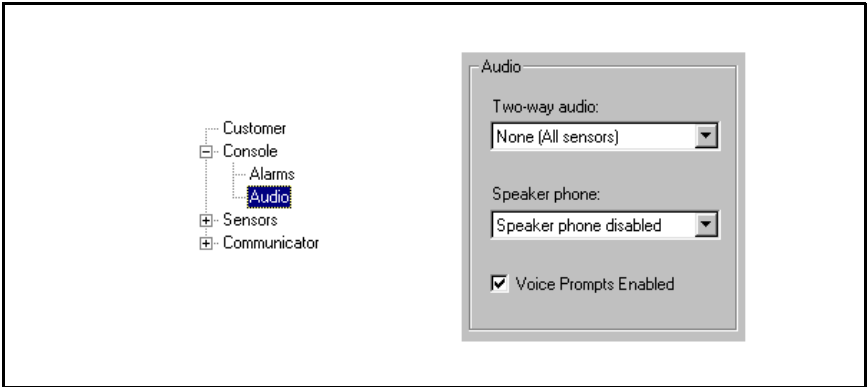 Customer
Console
Alarms
Audio
Sensors
Communicator
Audio
Two-way audio:
None (All sensors)
Speaker phone:
Speaker phone disabled
Voice Prompts Enabled